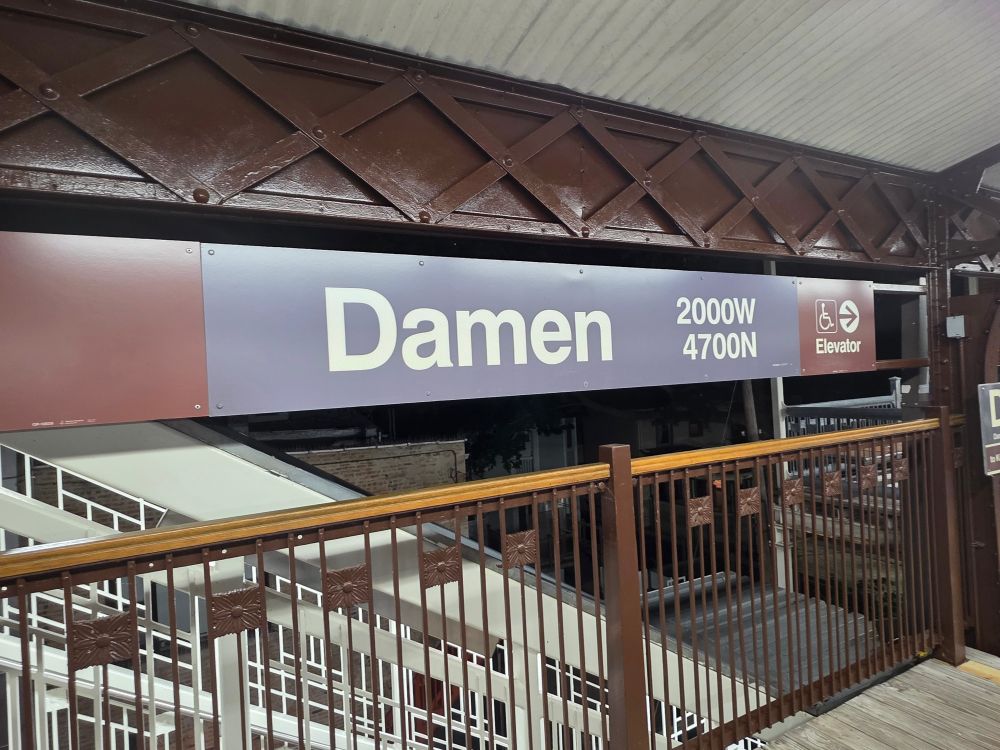 Damen
2000W
4700N
Elevator